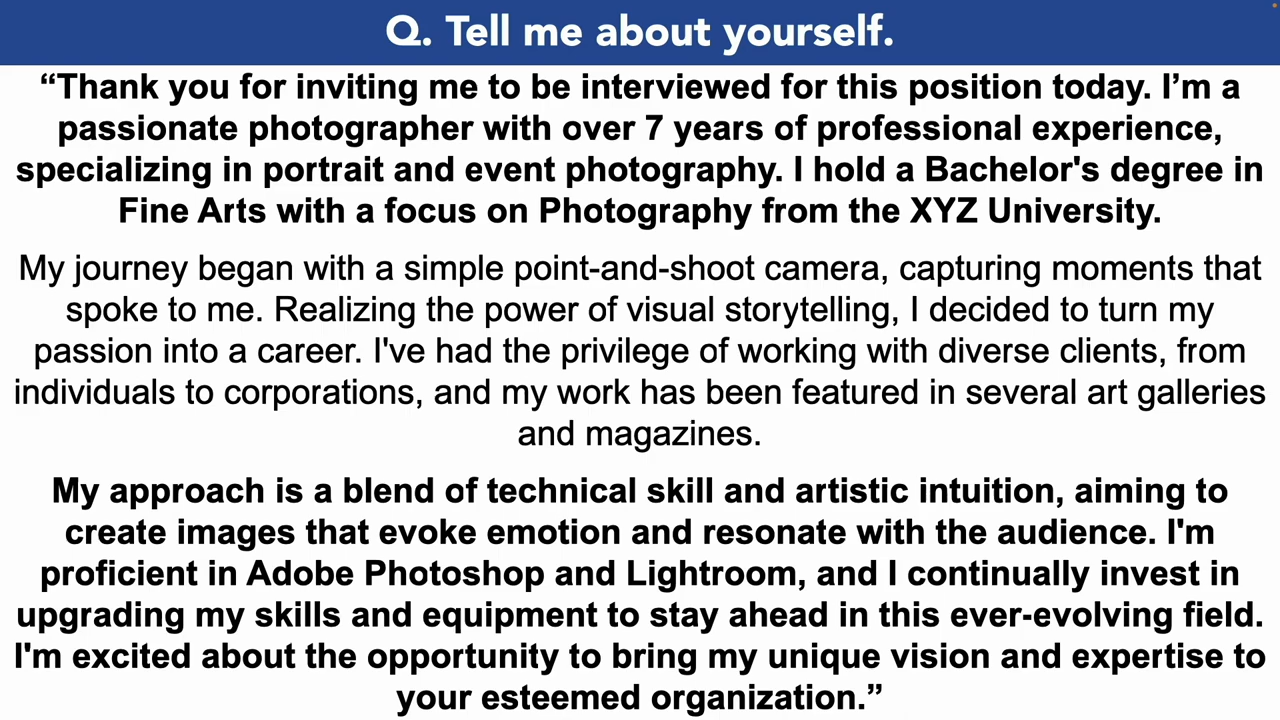 Q. Tell me about yourself.
“Thank you for inviting me to be interviewed for this position today. I’m a
passionate photographer with over 7 years of professional experience,
specializing in portrait and event photography. I hold a Bachelor's degree in
Fine Arts with a focus on Photography from the XYZ University.
My journey began with a simple point-and-shoot camera, capturing moments that
spoke to me. Realizing the power of visual storytelling, I decided to turn my
passion into a career. I've had the privilege of working with diverse clients, from
individuals to corporations, and my work has been featured in several art galleries
and magazines.
My approach is a blend of technical skill and artistic intuition, aiming to
create images that evoke emotion and resonate with the audience. I'm
proficient in Adobe Photoshop and Lightroom, and I continually invest in
upgrading my skills and equipment to stay ahead in this ever-evolving field.
I'm excited about the opportunity to bring my unique vision and expertise to
your esteemed organization.”